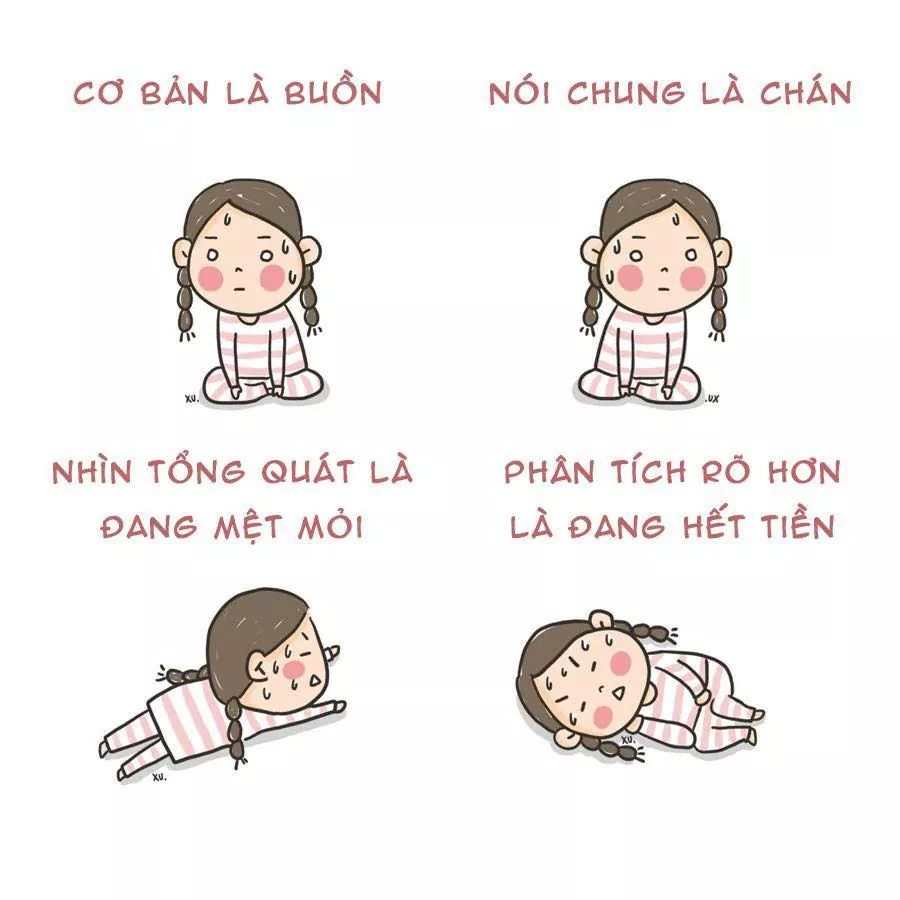 CƠ BẢN LÀ BUỒN
NÓI CHUNG LÀ CHÁN
XU.
.UX
NHÌN TỔNG QUÁT LÀ
ĐANG MỆT MỎI
PHÂN TÍCH RÕ HƠN
LÀ ĐANG HẾT TIỀN
XU.
XU.